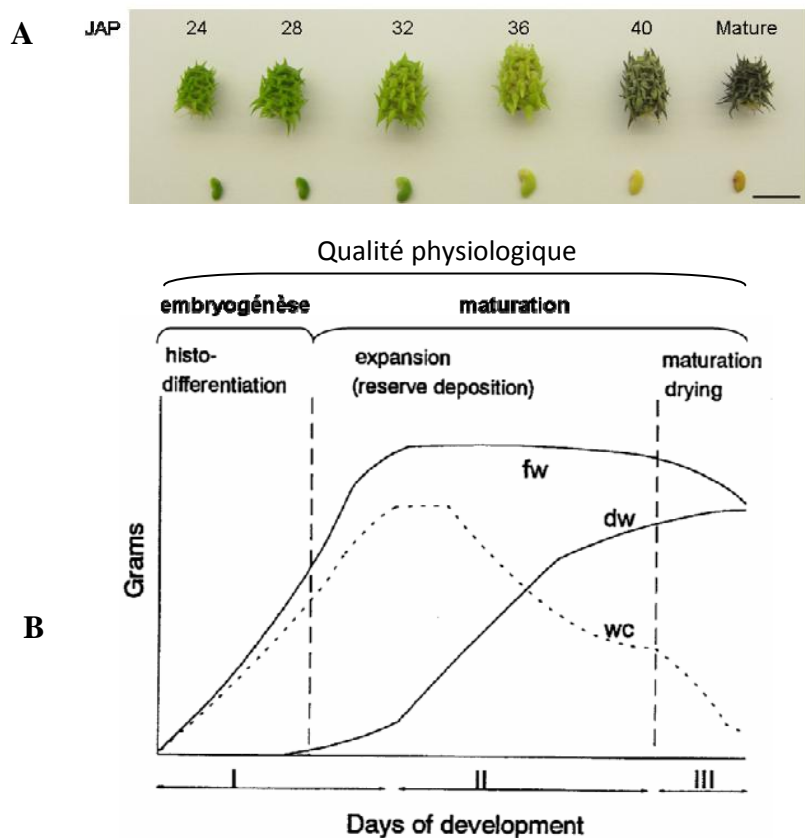 A
JAP 24 28 32 36 40 Mature
Qualité physiologique
embryogénèse maturation
histo- expansion maturation
differentiation (reserve deposition) drying
fw
dw
Grams
wc
B
I II III
Days of development